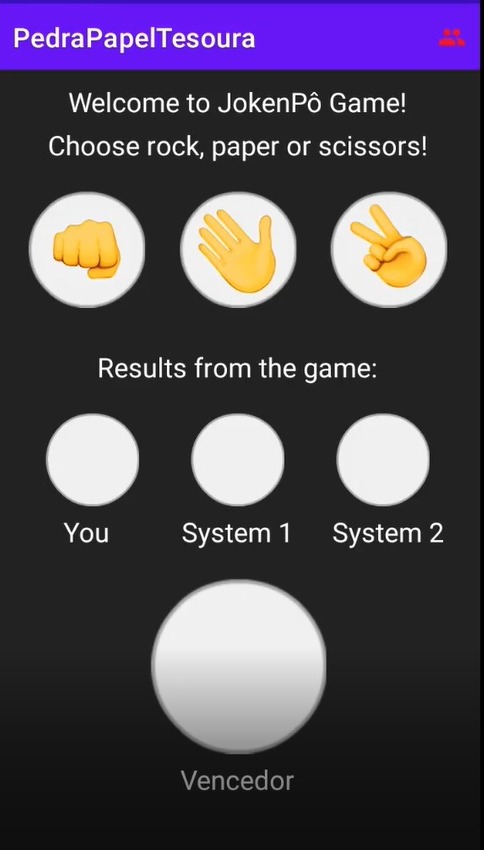 PedraPapelTesoura
Welcome to JokenPô Game!
Choose rock, paper or scissors!
Results from the game:
You
System 1
System 2
Vencedor